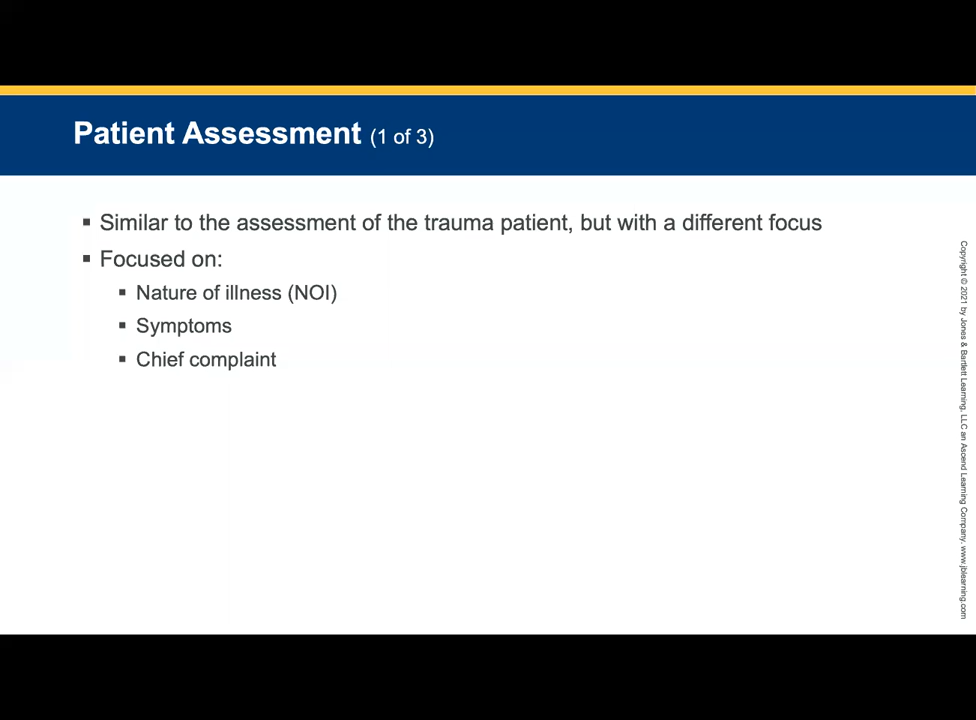 Patient Assessment (1 of 3)
▪ Similar to the assessment of the trauma patient, but with a different focus
▪ Focused on:
▪ Nature of illness (NOI)
▪ Symptoms
▪ Chief complaint
Copyright © 2021 by Jones & Bartlett Learning, LLC an Ascend Learning Company. www.jblearning.com